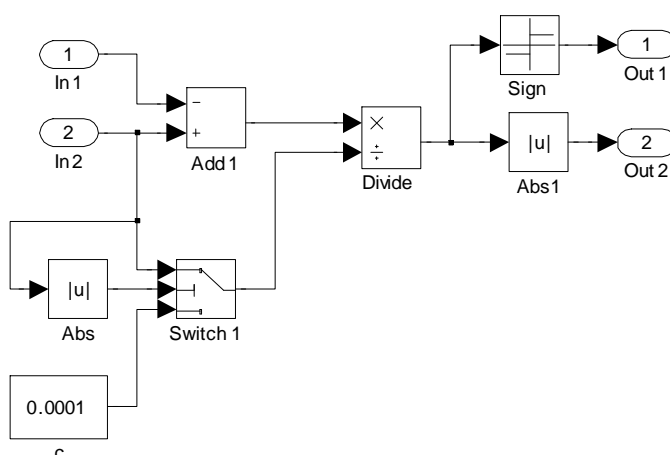 1
In 1
2
In 2
−
+
Add 1
×
÷
Divide
Sign
1
Out 1
|u|
Abs1
2
Out 2
|u|
Abs
Switch 1
0.0001